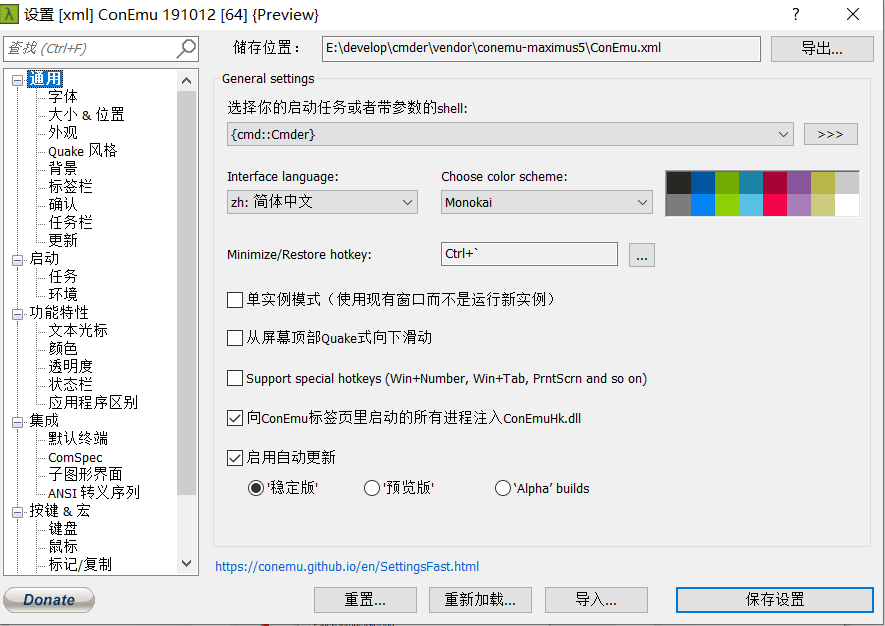 λ 设置 [xml] ConEmu 191012 [64] {Preview} ?
查找 (Ctrl+F)
储存位置： E:\develop\cmder\vendor\conemu-maximus5\ConEmu.xml 导出...
通用
字体
大小 & 位置
外观
Quake 风格
背景
标签栏
确认
任务栏
更新
启动
任务
环境
功能特性
文本光标
颜色
透明度
状态栏
应用程序区别
集成
默认终端
ComSpec
子图形界面
ANSI 转义序列
按键 & 宏
键盘
鼠标
标记/复制
General settings
选择你的启动任务或者带参数的shell:
{cmd::Cmder} >>>
Interface language: Choose color scheme:
zh: 简体中文 Monokai
Minimize/Restore hotkey: Ctrl+` ...
单实例模式（使用现有窗口而不是运行新实例）
从屏幕顶部Quake式向下滑动
Support special hotkeys (Win+Number, Win+Tab, PrntScrn and so on)
向ConEmu标签页里启动的所有进程注入ConEmuHk.dll
启用自动更新
'稳定版' '预览版' 'Alpha' builds
https://conemu.github.io/en/SettingsFast.html
Donate 重置... 重新加载... 导入... 保存设置